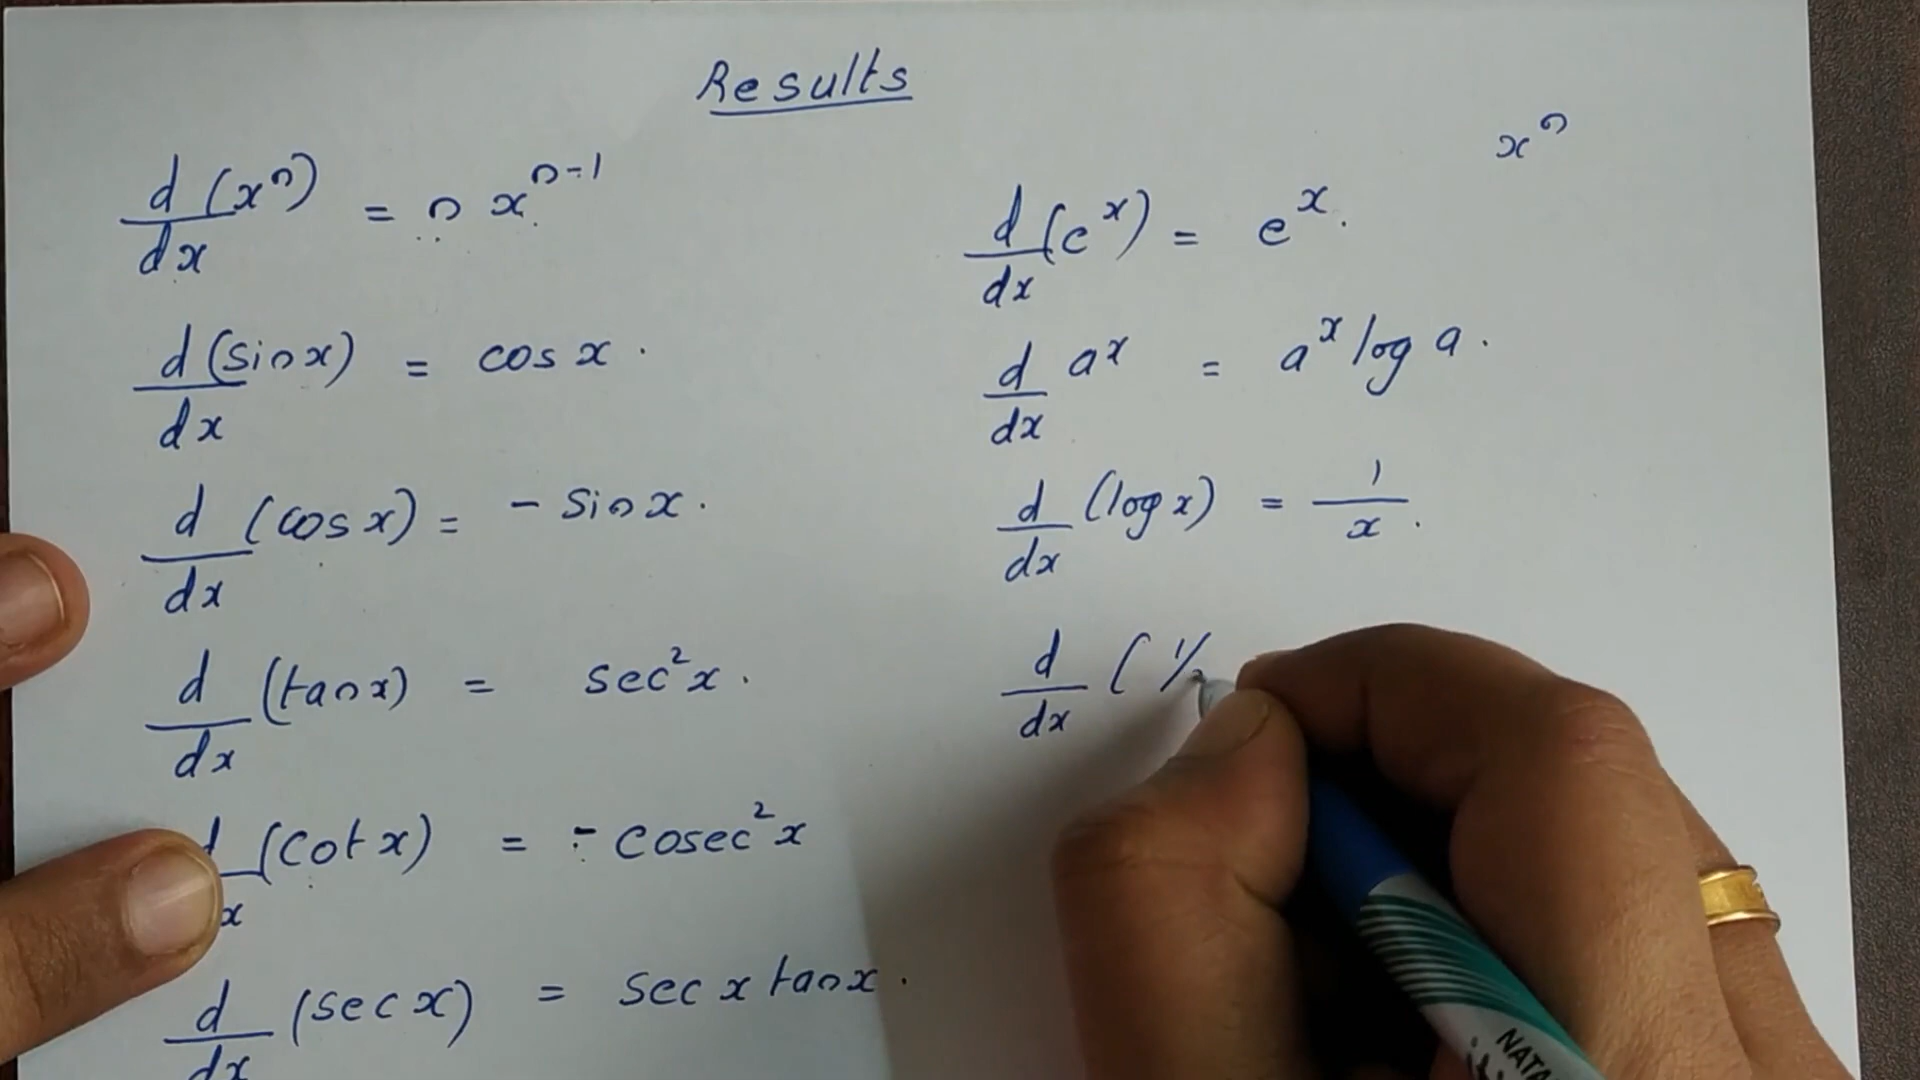 Results
d/dx (xⁿ) = n xⁿ⁻¹
d/dx (sin x) = cos x.
d/dx (cos x) = - sin x.
d/dx (tan x) = sec²x.
d/dx (cot x) = - cosec²x
d/dx (sec x) = sec x tan x.
xⁿ
d/dx (eˣ) = eˣ.
d/dx aˣ = aˣ log a.
d/dx (log x) = 1/x.
d/dx ( 1/